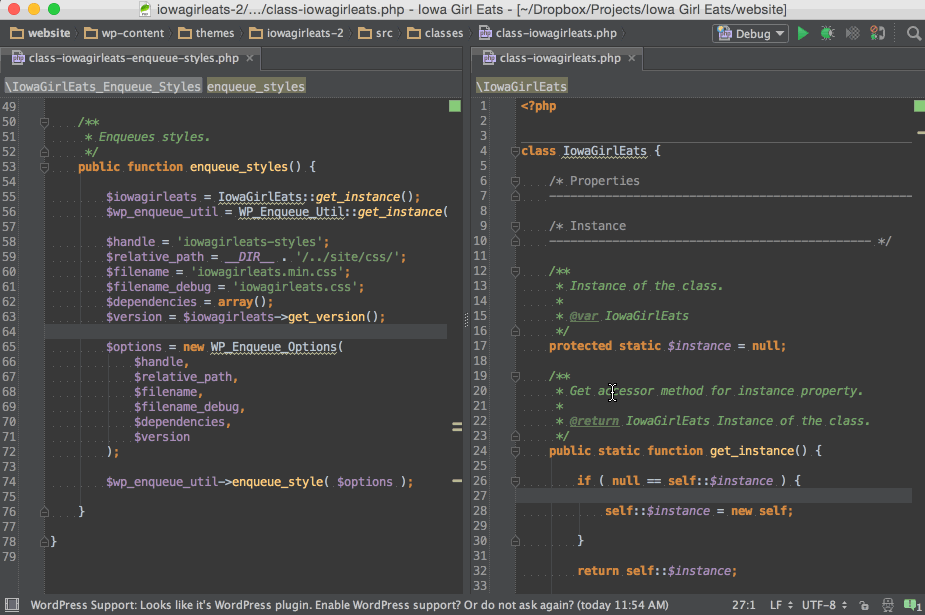 iowagirleats-2/.../class-iowagirleats.php - Iowa Girl Eats - [~/Dropbox/Projects/Iowa Girl Eats/website]
website wp-content themes iowagirleats-2 src classes class-iowagirleats.php Debug
class-iowagirleats-enqueue-styles.php ×
\IowaGirlEats_Enqueue_Styles enqueue_styles
49
50 /**
51 * Enqueues styles.
52 */
53 public function enqueue_styles() {
54
55 $iowagirleats = IowaGirlEats::get_instance();
56 $wp_enqueue_util = WP_Enqueue_Util::get_instance(
57
58 $handle = 'iowagirleats-styles';
59 $relative_path = __DIR__ . '/../site/css/';
60 $filename = 'iowagirleats.min.css';
61 $filename_debug = 'iowagirleats.css';
62 $dependencies = array();
63 $version = $iowagirleats->get_version();
64
65 $options = new WP_Enqueue_Options(
66 $handle,
67 $relative_path,
68 $filename,
69 $filename_debug,
70 $dependencies,
71 $version
72 );
73
74 $wp_enqueue_util->enqueue_style( $options );
75
76 }
77
78 }
79
class-iowagirleats.php ×
\IowaGirlEats
1 <?php
2
3
4 class IowaGirlEats {
5
6 /* Properties
7
8
9 /* Instance
10 */
11
12 /**
13 * Instance of the class.
14 *
15 * @var IowaGirlEats
16 */
17 protected static $instance = null;
18
19 /**
20 * Get accessor method for instance property.
21 *
22 * @return IowaGirlEats Instance of the class.
23 */
24 public static function get_instance() {
25
26 if ( null == self::$instance ) {
27
28 self::$instance = new self;
29
30 }
31
32 return self::$instance;
33
WordPress Support: Looks like it's WordPress plugin. Enable WordPress support? Or do not ask again? (today 11:54 AM) 27:1 LF UTF-8 1